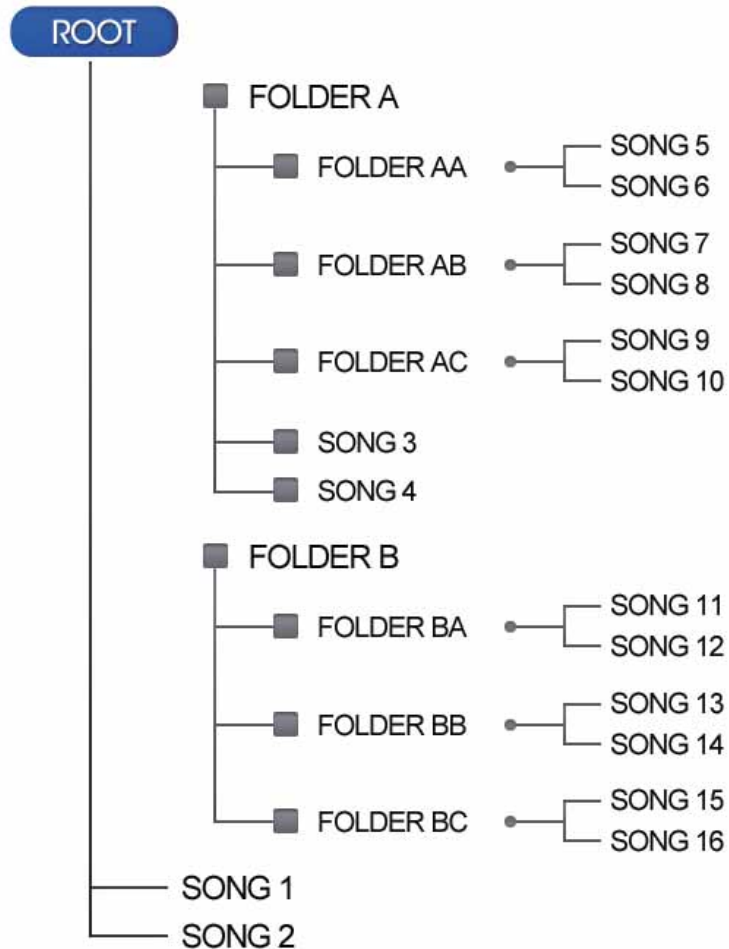 ROOT
FOLDER A
FOLDER AA
SONG 5
SONG 6
FOLDER AB
SONG 7
SONG 8
FOLDER AC
SONG 9
SONG 10
SONG 3
SONG 4
FOLDER B
FOLDER BA
SONG 11
SONG 12
FOLDER BB
SONG 13
SONG 14
FOLDER BC
SONG 15
SONG 16
SONG 1
SONG 2